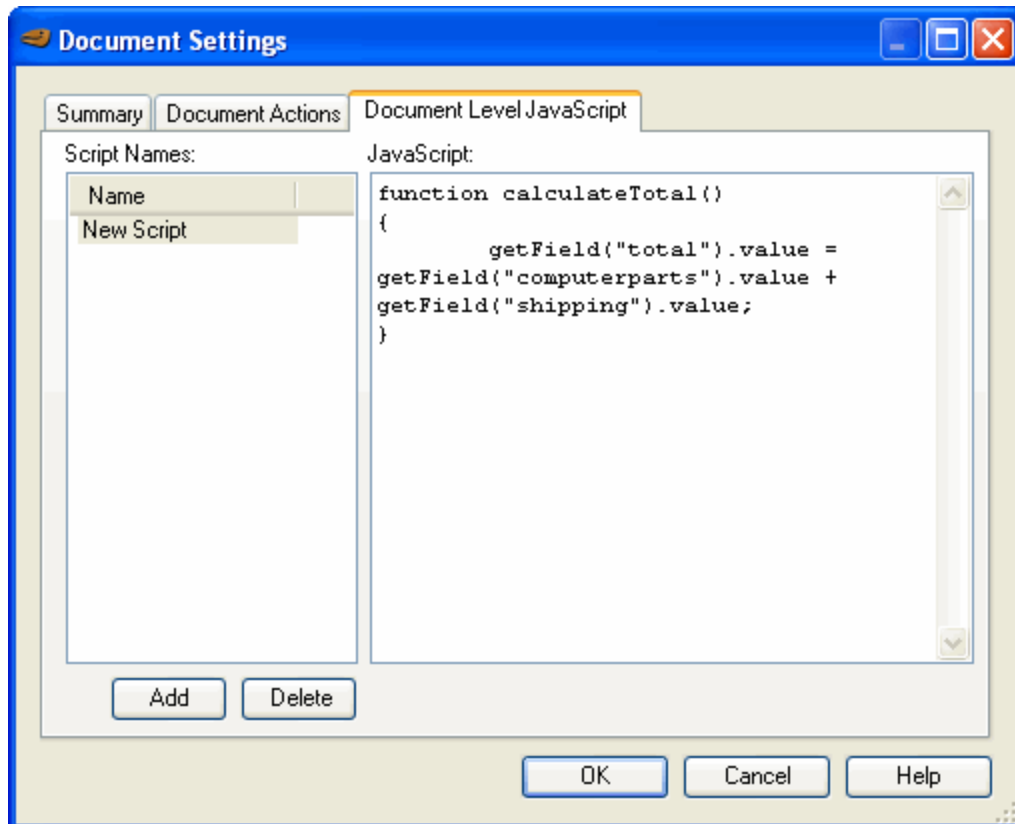 Document Settings
Summary
Document Actions
Document Level JavaScript
Script Names:
JavaScript:
Name
New Script
function calculateTotal()
{
        getField("total").value =
getField("computerparts").value +
getField("shipping").value;
}
Add
Delete
OK
Cancel
Help